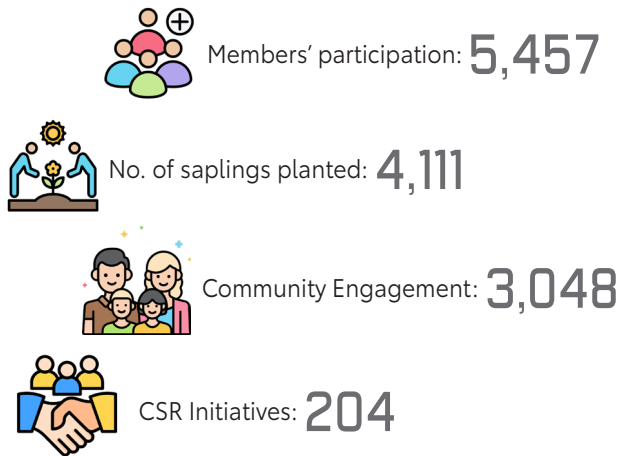 Members’ participation: 5,457
No. of saplings planted: 4,111
Community Engagement: 3,048
CSR Initiatives: 204